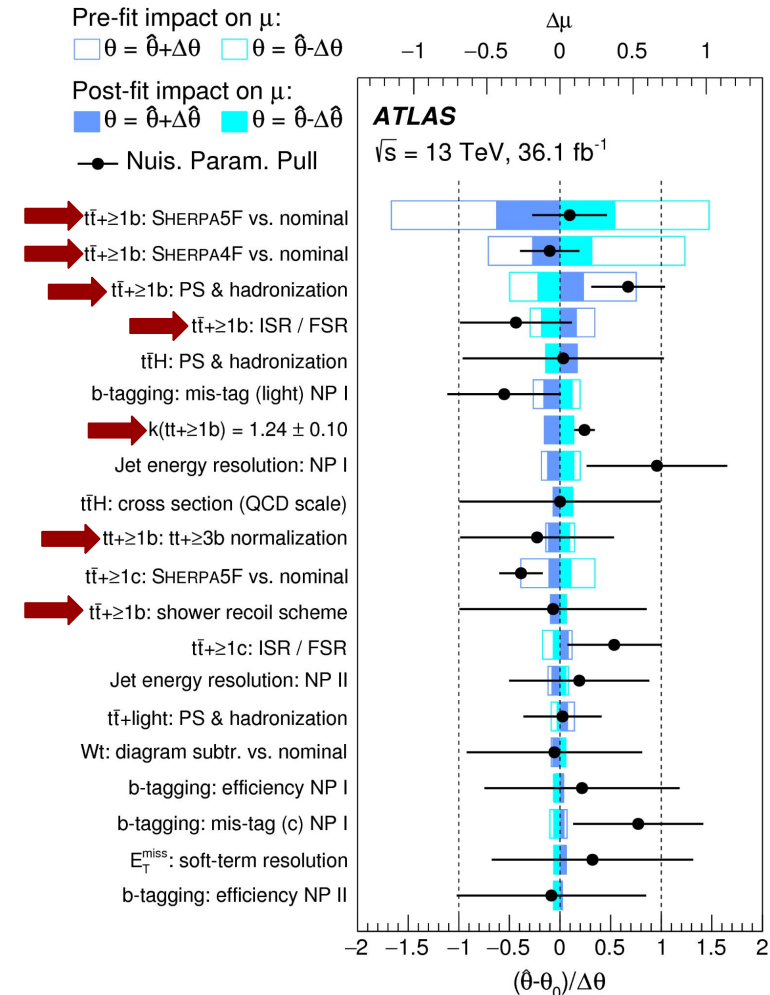 Pre-fit impact on μ:
θ = θ̂+Δθ θ = θ̂-Δθ
Post-fit impact on μ:
θ = θ̂+Δθ̂ θ = θ̂-Δθ̂
Nuis. Param. Pull
Δμ
−1 −0.5 0 0.5 1
ATLAS
√s = 13 TeV, 36.1 fb⁻¹
tt̄+≥1b: SHERPA5F vs. nominal
tt̄+≥1b: SHERPA4F vs. nominal
tt̄+≥1b: PS & hadronization
tt̄+≥1b: ISR / FSR
tt̄H: PS & hadronization
b-tagging: mis-tag (light) NP I
k(tt+≥1b) = 1.24 ± 0.10
Jet energy resolution: NP I
tt̄H: cross section (QCD scale)
tt+≥1b: tt+≥3b normalization
tt̄+≥1c: SHERPA5F vs. nominal
tt̄+≥1b: shower recoil scheme
tt̄+≥1c: ISR / FSR
Jet energy resolution: NP II
tt̄+light: PS & hadronization
Wt: diagram subtr. vs. nominal
b-tagging: efficiency NP I
b-tagging: mis-tag (c) NP I
E_T^miss: soft-term resolution
b-tagging: efficiency NP II
−2 −1.5 −1 −0.5 0 0.5 1 1.5 2
(θ̂-θ₀)/Δθ